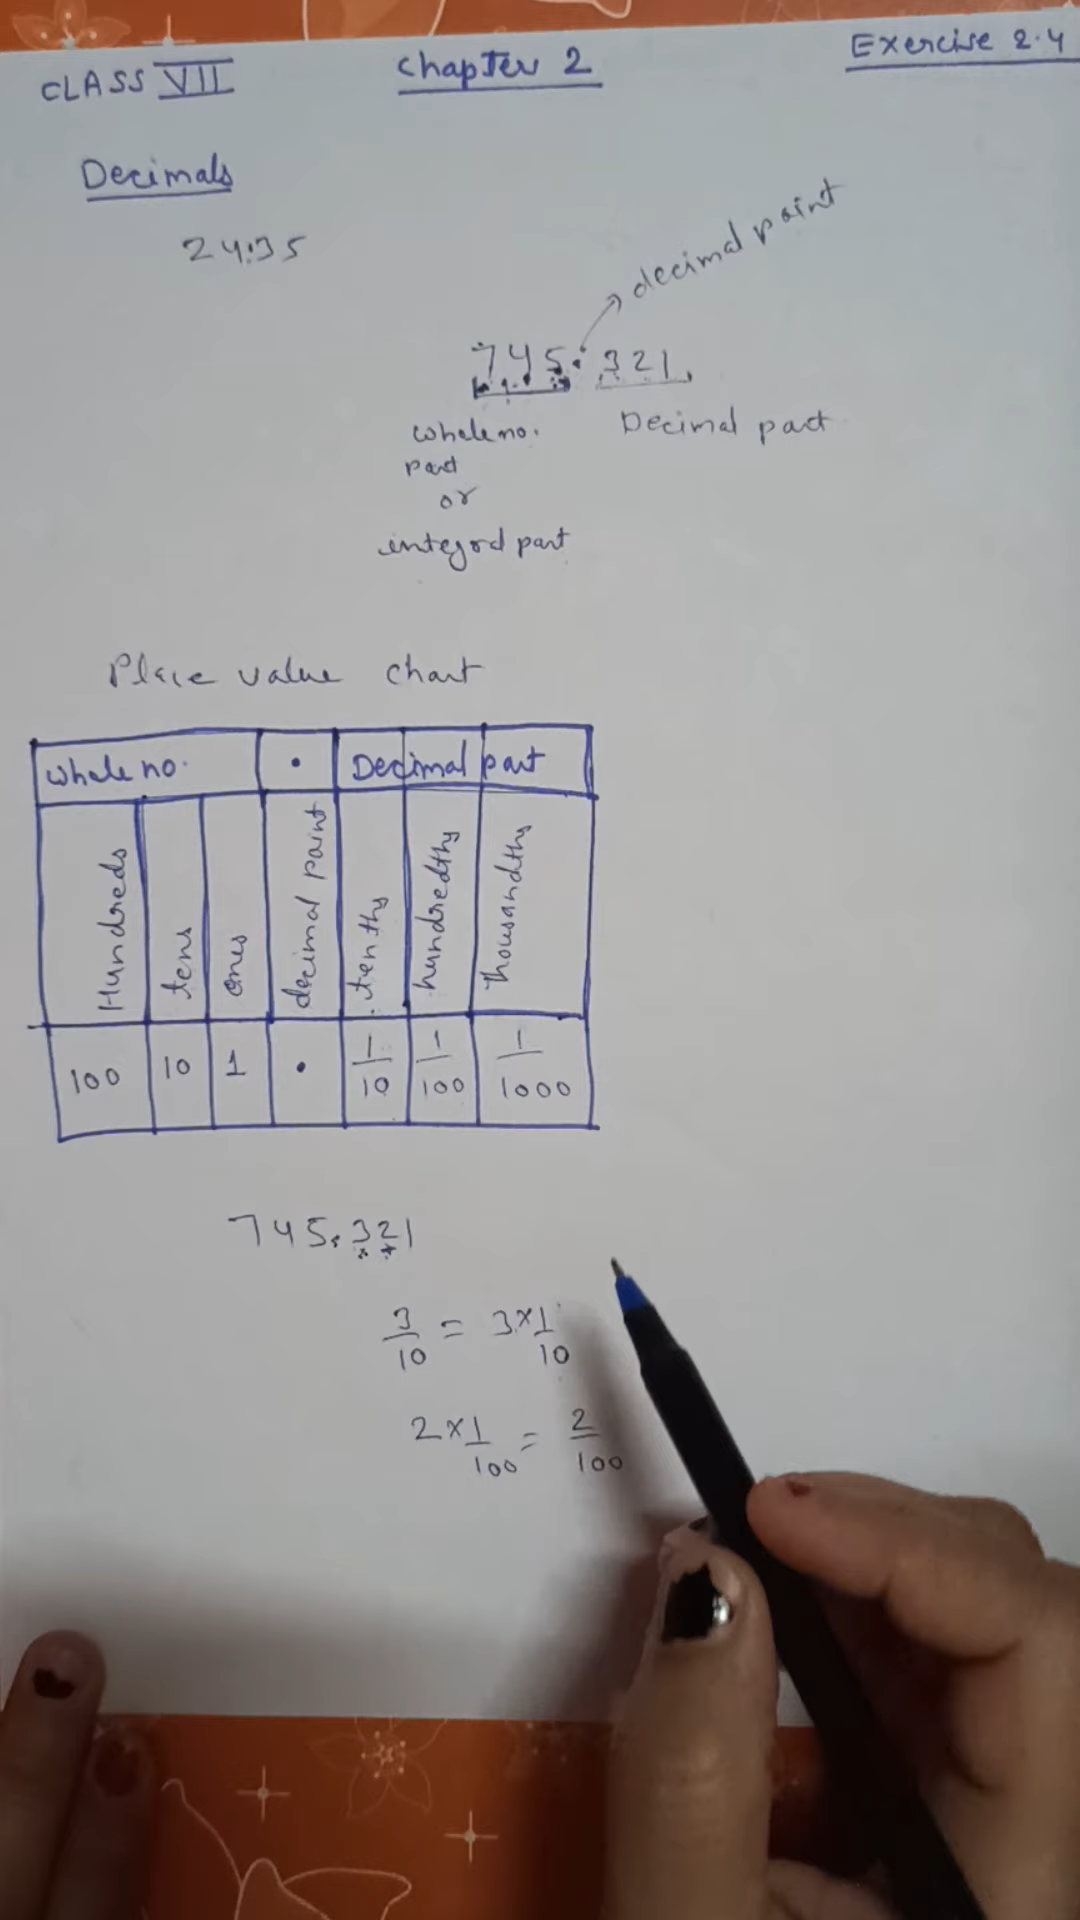 CLASS VII Chapter 2 Exercise 2.4
Decimals
24.35
decimal point
745.321
Whole no. Decimal part
part
or
integral part
Place value chart
Whole no. . Decimal part
Hundreds tens ones decimal point tenths hundredths thousandths
100 10 1 . 1/10 1/100 1/1000
745.321
3/10 = 3×1/10
2×1/100 = 2/100